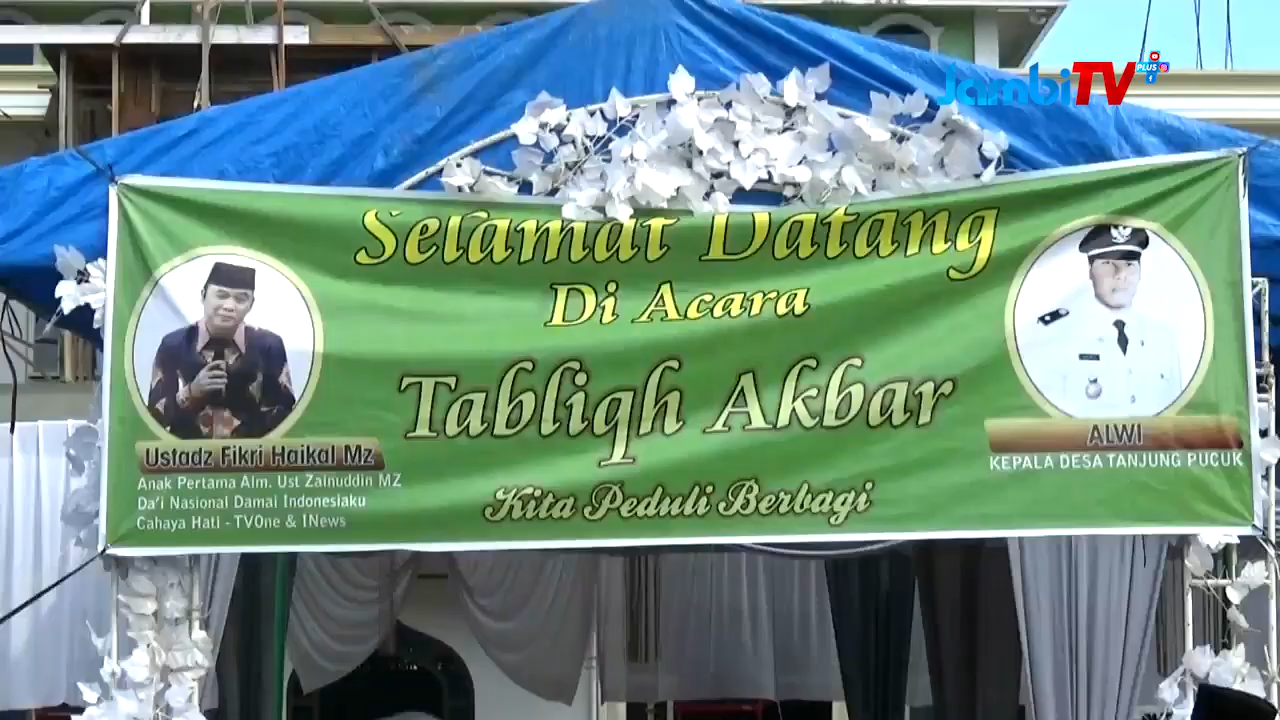 JambiTV
PLUS
Selamat Datang
Di Acara
Tabliqh Akbar
Kita Peduli Berbagi
Ustadz Fikri Haikal Mz
Anak Pertama Alm. Ust Zainuddin MZ
Da'i Nasional Damai Indonesiaku
Cahaya Hati - TVOne & INews
ALWI
KEPALA DESA TANJUNG PUCUK